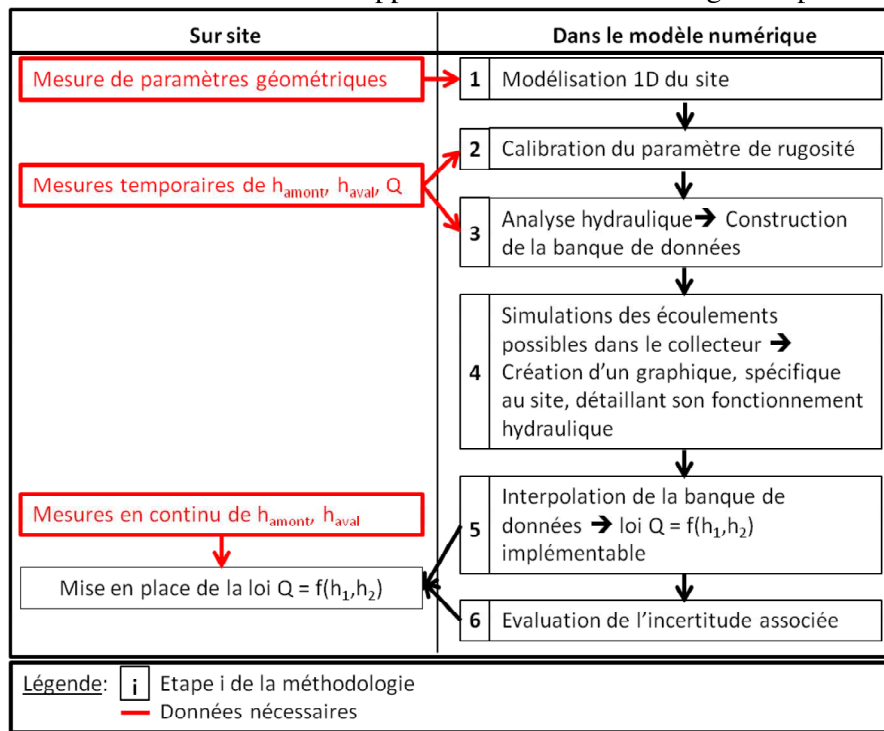 Sur site
Dans le modèle numérique
Mesure de paramètres géométriques
1 Modélisation 1D du site
2 Calibration du paramètre de rugosité
Mesures temporaires de h_amont, h_aval, Q
3 Analyse hydraulique → Construction
de la banque de données
4 Simulations des écoulements
possibles dans le collecteur →
Création d'un graphique, spécifique
au site, détaillant son fonctionnement
hydraulique
Mesures en continu de h_amont, h_aval
5 Interpolation de la banque de
données → loi Q = f(h₁,h₂)
implémentable
Mise en place de la loi Q = f(h₁,h₂)
6 Evaluation de l'incertitude associée
Légende: i Etape i de la méthodologie
Données nécessaires